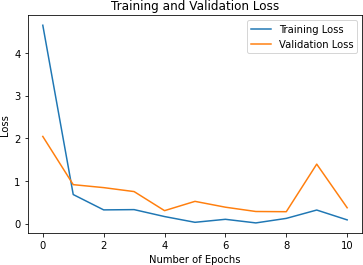 Training and Validation Loss
Training Loss
Validation Loss
Loss
4
3
2
1
0
0 2 4 6 8 10
Number of Epochs